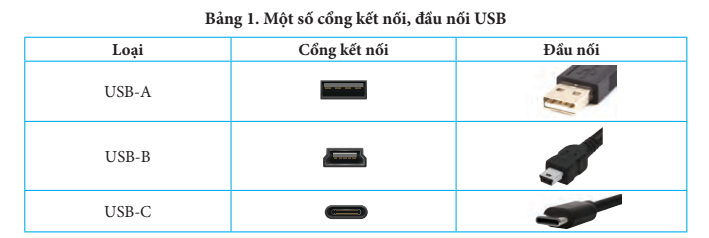 Bảng 1. Một số cổng kết nối, đầu nối USB
Loại Cổng kết nối Đầu nối
USB-A
USB-B
USB-C